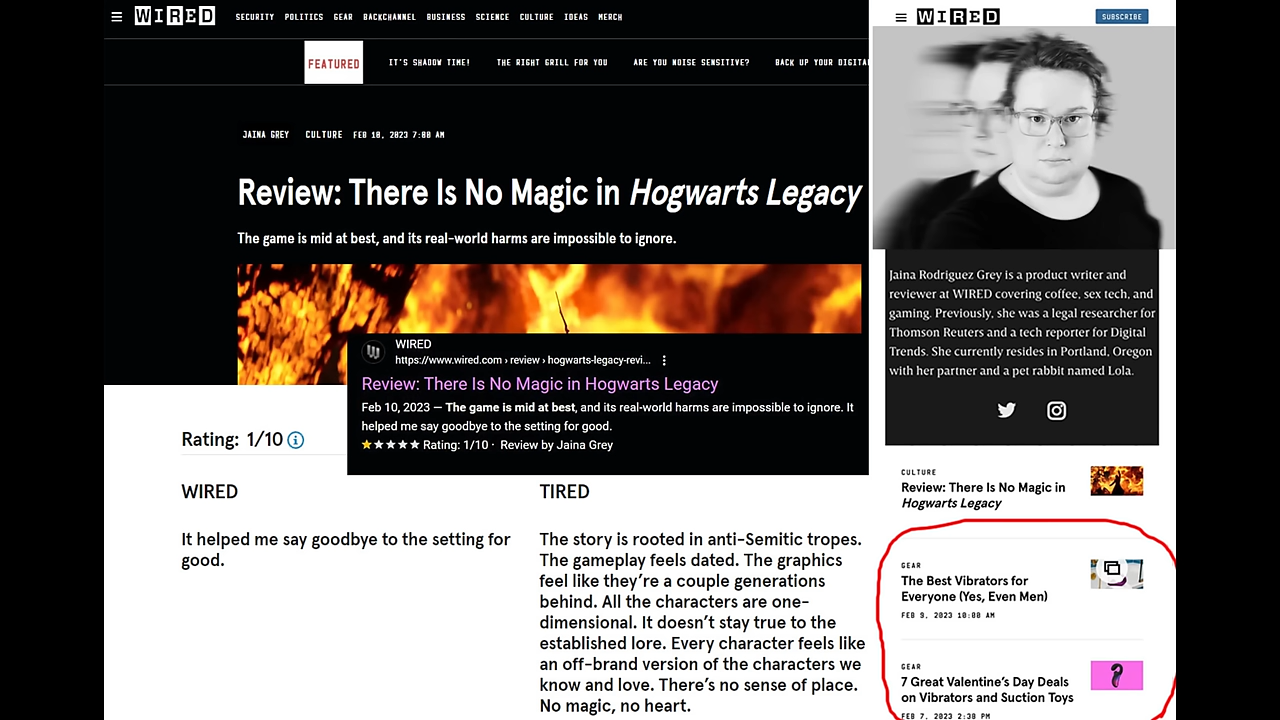 WIRED
SECURITY POLITICS GEAR BACKCHANNEL BUSINESS SCIENCE CULTURE IDEAS MERCH
FEATURED
IT'S SHADOW TIME! THE RIGHT GRILL FOR YOU ARE YOU NOISE SENSITIVE? BACK UP YOUR DIGITA
JAINA GREY CULTURE FEB 10, 2023 7:00 AM
Review: There Is No Magic in Hogwarts Legacy
The game is mid at best, and its real-world harms are impossible to ignore.
W
WIRED
https://www.wired.com › review › hogwarts-legacy-revi...
Review: There Is No Magic in Hogwarts Legacy
Feb 10, 2023 — The game is mid at best, and its real-world harms are impossible to ignore. It
helped me say goodbye to the setting for good.
Rating: 1/10 · Review by Jaina Grey
Rating: 1/10
WIRED
It helped me say goodbye to the setting for
good.
TIRED
The story is rooted in anti-Semitic tropes.
The gameplay feels dated. The graphics
feel like they're a couple generations
behind. All the characters are one-
dimensional. It doesn't stay true to the
established lore. Every character feels like
an off-brand version of the characters we
know and love. There's no sense of place.
No magic, no heart.
WIRED
SUBSCRIBE
Jaina Rodriguez Grey is a product writer and
reviewer at WIRED covering coffee, sex tech, and
gaming. Previously, she was a legal researcher for
Thomson Reuters and a tech reporter for Digital
Trends. She currently resides in Portland, Oregon
with her partner and a pet rabbit named Lola.
CULTURE
Review: There Is No Magic in
Hogwarts Legacy
GEAR
The Best Vibrators for
Everyone (Yes, Even Men)
FEB 9, 2023 10:00 AM
GEAR
7 Great Valentine's Day Deals
on Vibrators and Suction Toys
FEB 7, 2023 2:30 PM